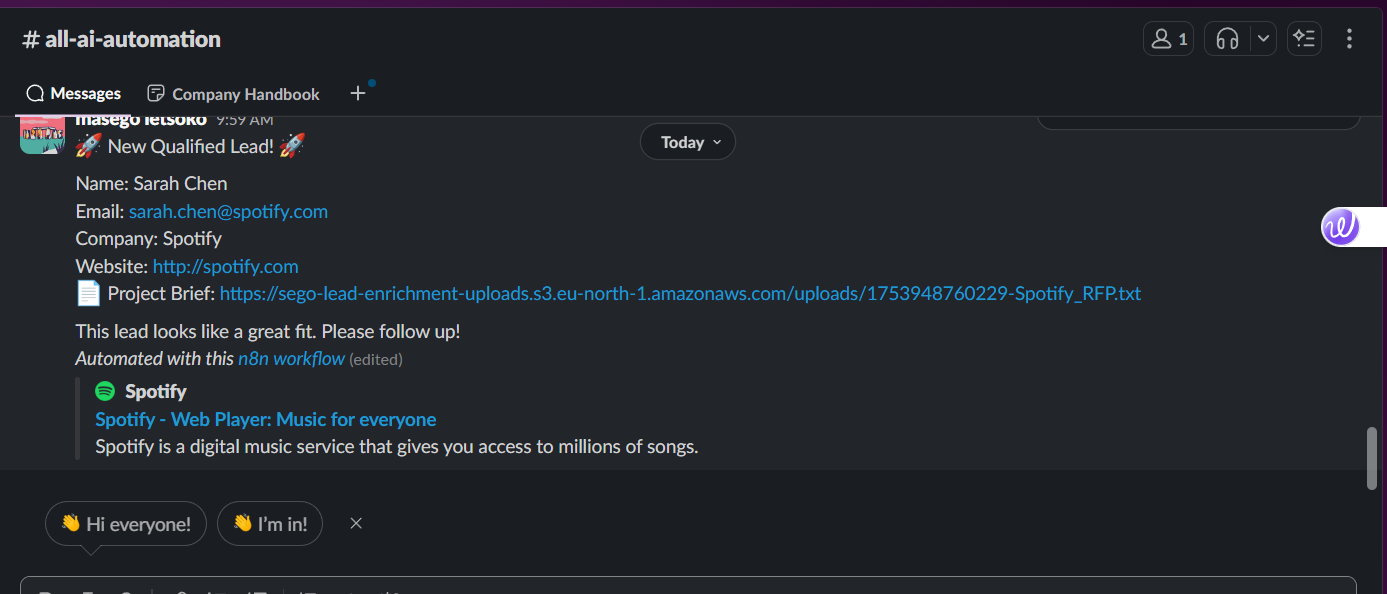 # all-ai-automation
1
Messages
Company Handbook
masego letsoko 9:59 AM
🚀 New Qualified Lead! 🚀
Today
Name: Sarah Chen
Email: sarah.chen@spotify.com
Company: Spotify
Website: http://spotify.com
📄 Project Brief: https://sego-lead-enrichment-uploads.s3.eu-north-1.amazonaws.com/uploads/1753948760229-Spotify_RFP.txt
This lead looks like a great fit. Please follow up!
Automated with this n8n workflow (edited)
Spotify
Spotify - Web Player: Music for everyone
Spotify is a digital music service that gives you access to millions of songs.
👋 Hi everyone!
👋 I'm in!